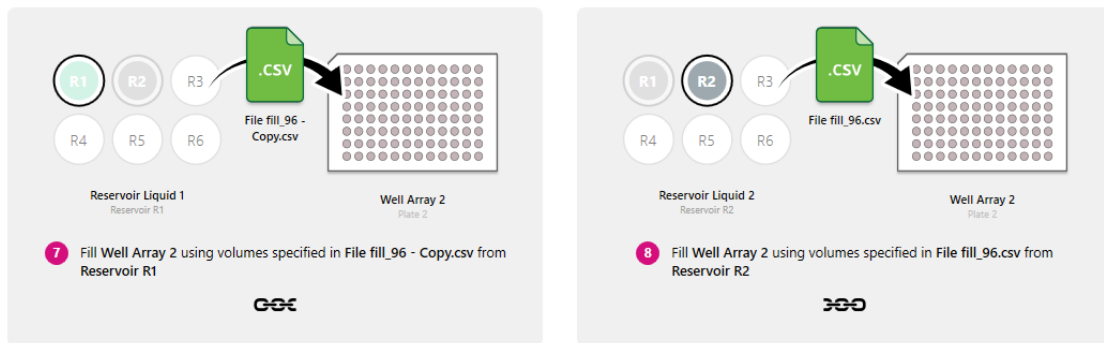 R1 R2 R3
.CSV
R4 R5 R6
File fill_96 -
Copy.csv
Reservoir Liquid 1
Reservoir R1
Well Array 2
Plate 2
7 Fill Well Array 2 using volumes specified in File fill_96 - Copy.csv from
Reservoir R1
R1 R2 R3
.CSV
R4 R5 R6
File fill_96.csv
Reservoir Liquid 2
Reservoir R2
Well Array 2
Plate 2
8 Fill Well Array 2 using volumes specified in File fill_96.csv from
Reservoir R2